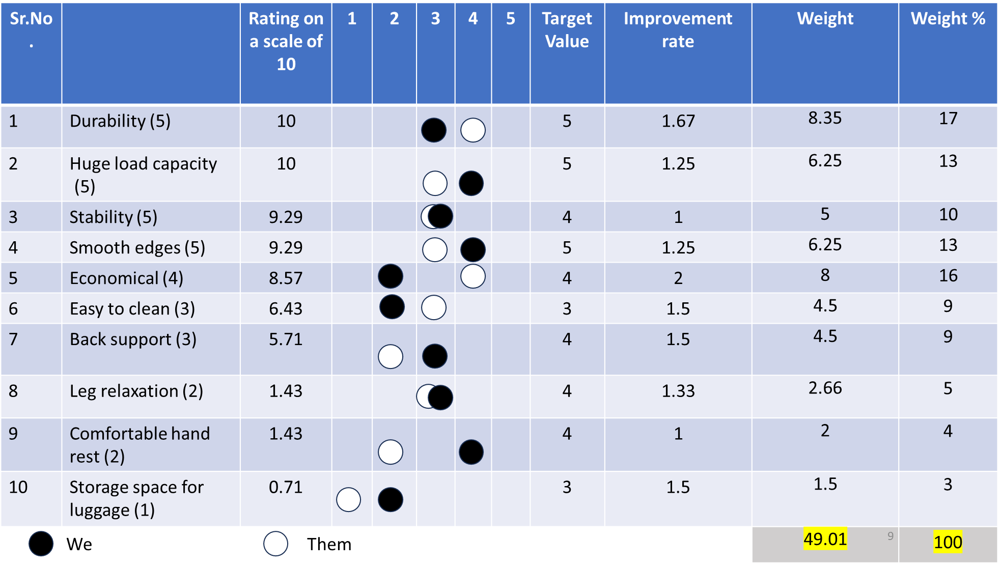 Sr.No Rating on 1 2 3 4 5 Target Improvement Weight Weight %
. a scale of Value rate
10
1 Durability (5) 10 5 1.67 8.35 17
2 Huge load capacity 10 5 1.25 6.25 13
(5)
3 Stability (5) 9.29 4 1 5 10
4 Smooth edges (5) 9.29 5 1.25 6.25 13
5 Economical (4) 8.57 4 2 8 16
6 Easy to clean (3) 6.43 3 1.5 4.5 9
7 Back support (3) 5.71 4 1.5 4.5 9
8 Leg relaxation (2) 1.43 4 1.33 2.66 5
9 Comfortable hand 1.43 4 1 2 4
rest (2)
10 Storage space for 0.71 3 1.5 1.5 3
luggage (1)
We Them 49.01 9 100